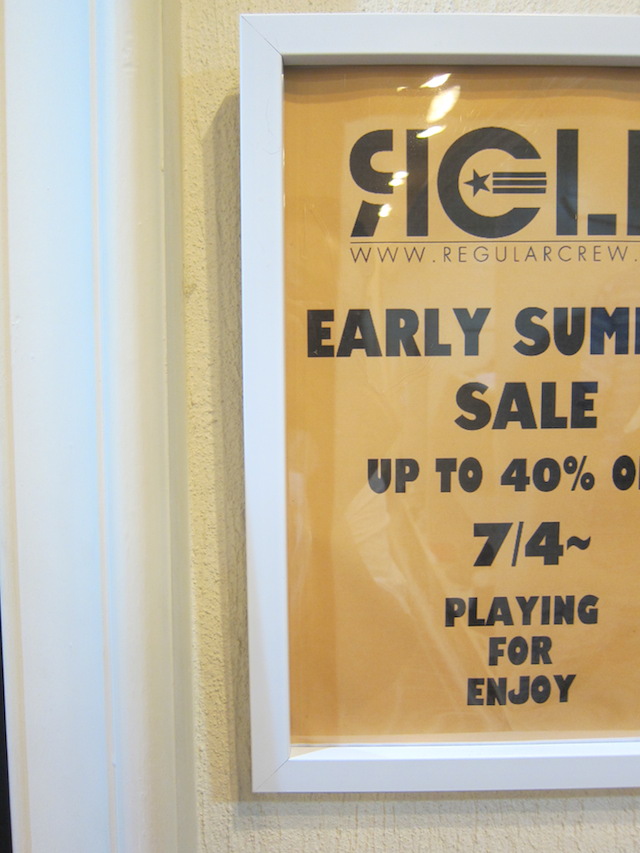 WWW.REGULARCREW.
EARLY SUM
SALE
UP TO 40% O
7/4~
PLAYING
FOR
ENJOY